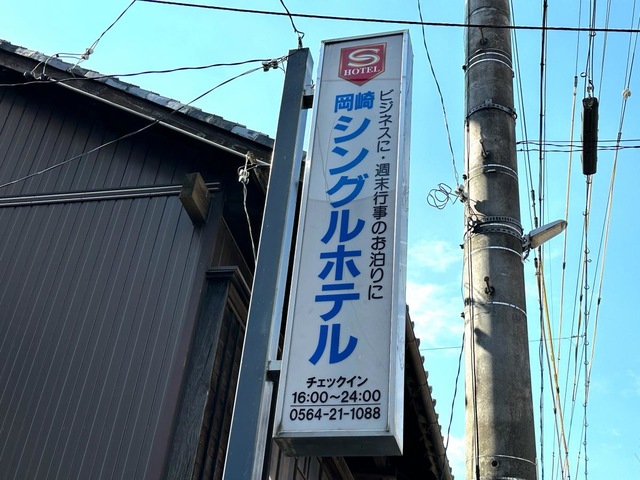 S
HOTEL
ビジネスに・週末行事のお泊りに
岡崎
シングルホテル
チェックイン
16:00～24:00
0564-21-1088